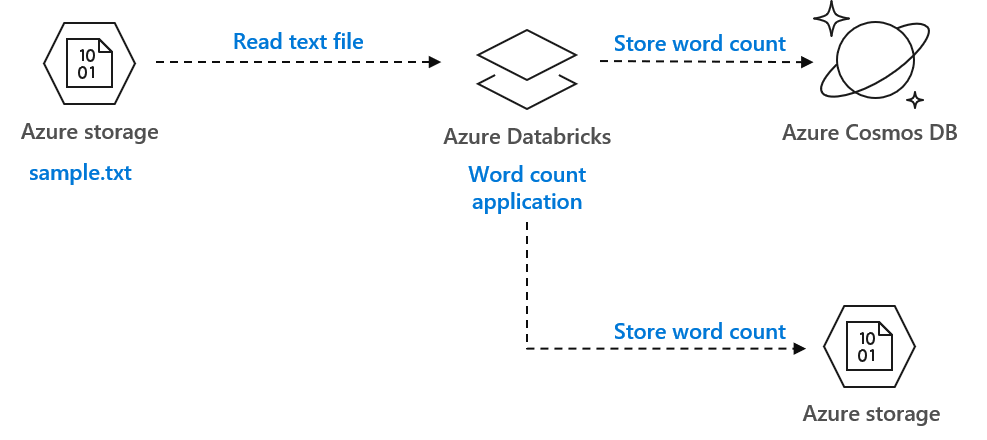 10
01
Read text file
Store word count
Azure storage
Azure Databricks
Azure Cosmos DB
sample.txt
Word count
application
Store word count
10
01
Azure storage